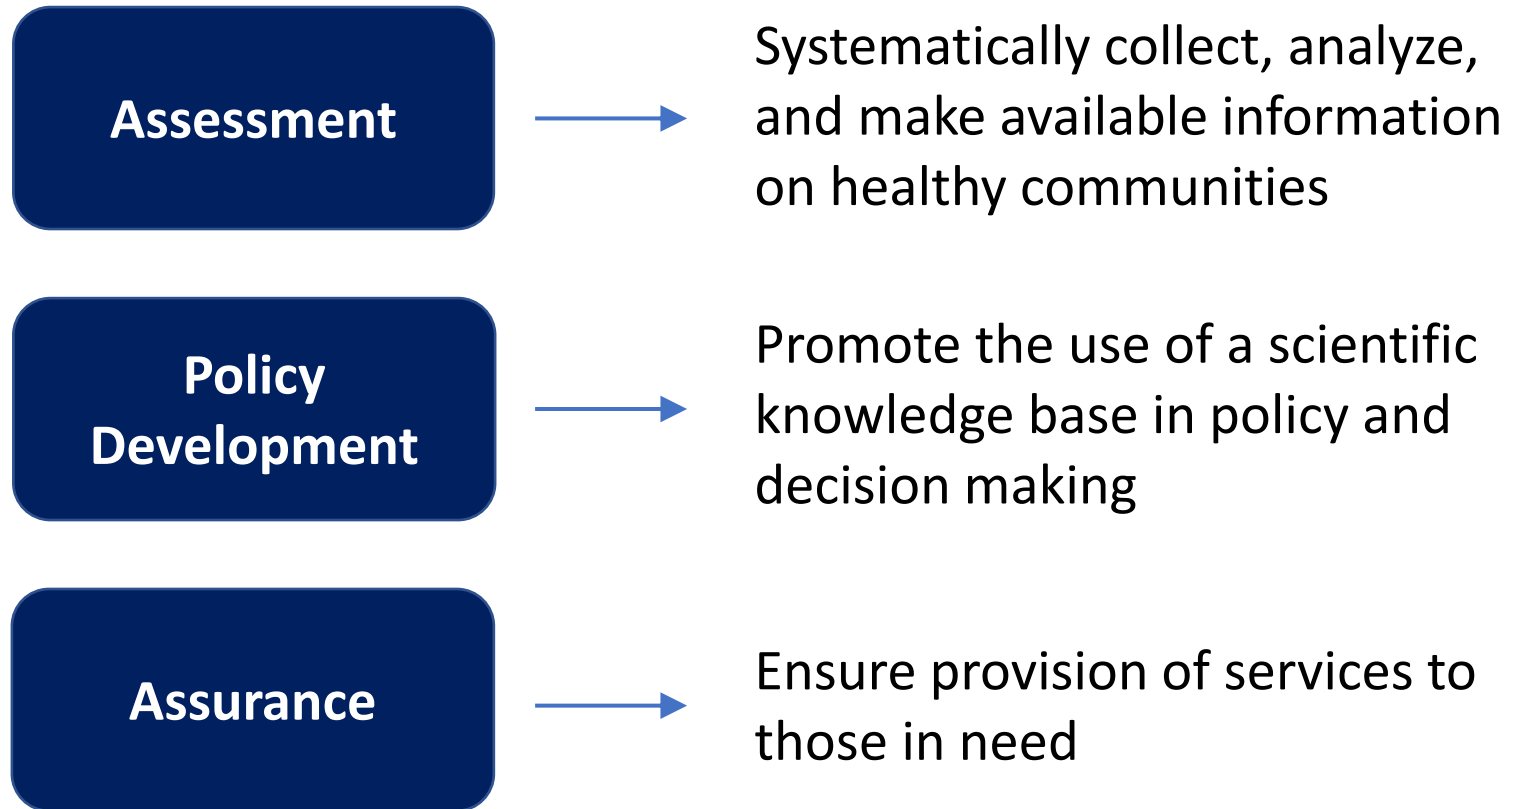 Assessment
Systematically collect, analyze,
and make available information
on healthy communities
Policy
Development
Promote the use of a scientific
knowledge base in policy and
decision making
Assurance
Ensure provision of services to
those in need